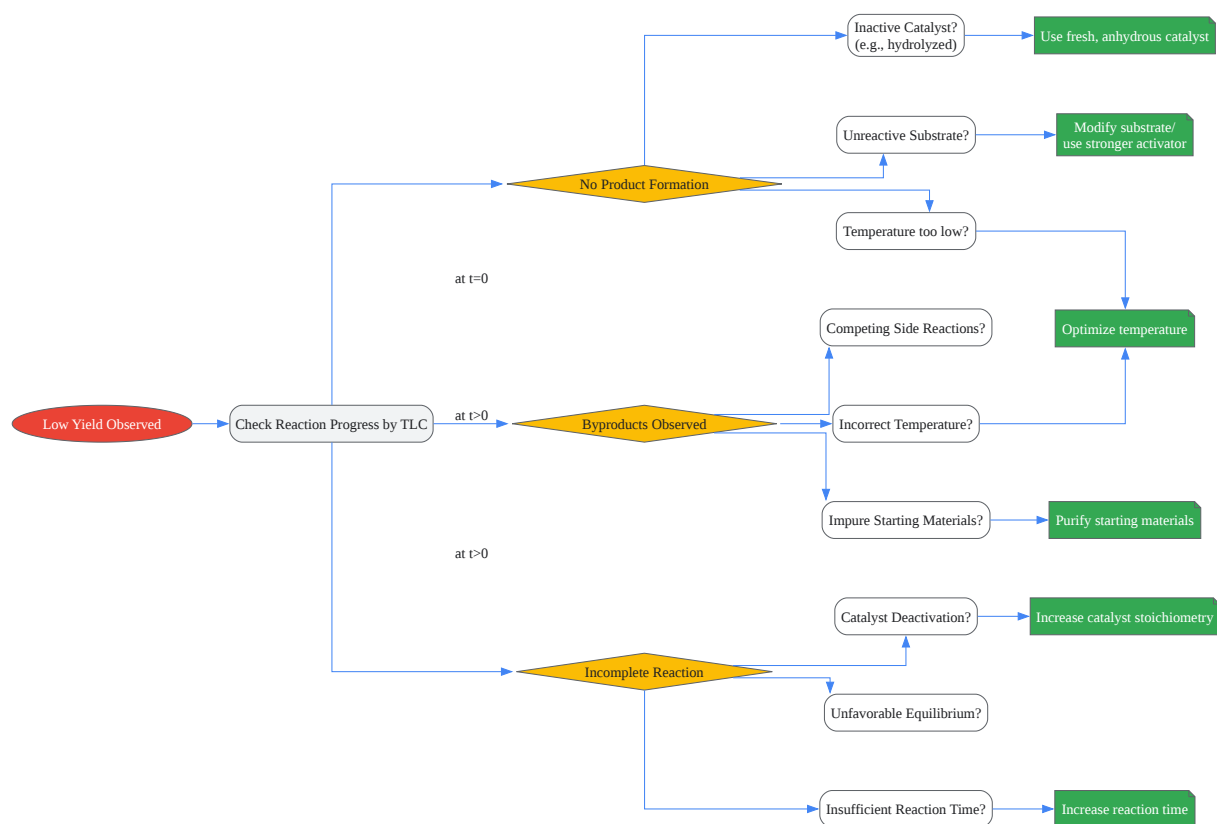 Inactive Catalyst?
(e.g., hydrolyzed)
Use fresh, anhydrous catalyst
Unreactive Substrate?
Modify substrate/
use stronger activator
No Product Formation
Temperature too low?
at t=0
Competing Side Reactions?
Optimize temperature
Low Yield Observed
Check Reaction Progress by TLC
at t>0
Byproducts Observed
Incorrect Temperature?
Impure Starting Materials?
Purify starting materials
at t>0
Catalyst Deactivation?
Increase catalyst stoichiometry
Incomplete Reaction
Unfavorable Equilibrium?
Insufficient Reaction Time?
Increase reaction time